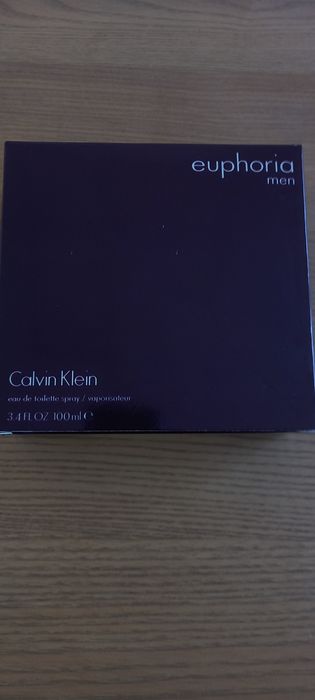 euphoria
men
Calvin Klein
eau de toilette spray / vaporisateur
3.4 FL OZ 100 ml ℮